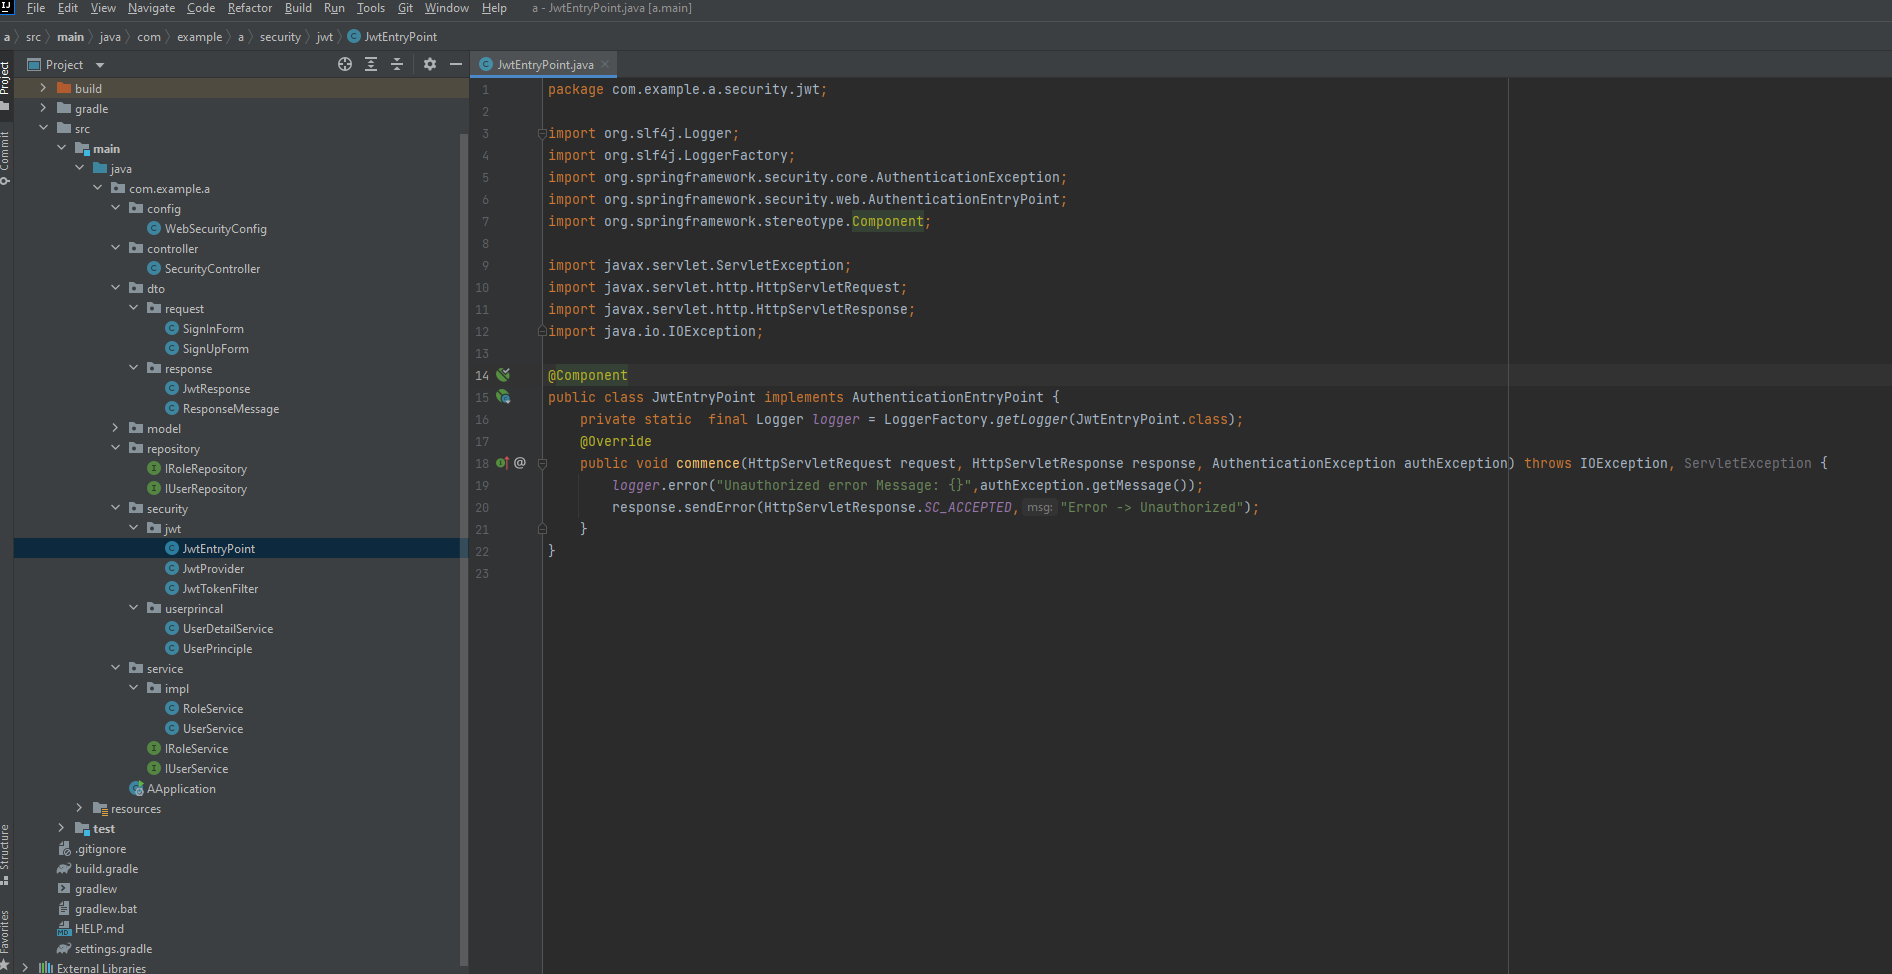 File Edit View Navigate Code Refactor Build Run Tools Git Window Help a - JwtEntryPoint.java [a.main]
a src main java com example a security jwt JwtEntryPoint
Project
JwtEntryPoint.java
Project
Commit
Structure
Favorites
build
gradle
src
main
java
com.example.a
config
WebSecurityConfig
controller
SecurityController
dto
request
SignInForm
SignUpForm
response
JwtResponse
ResponseMessage
model
repository
IRoleRepository
IUserRepository
security
jwt
JwtEntryPoint
JwtProvider
JwtTokenFilter
userprincal
UserDetailService
UserPrinciple
service
impl
RoleService
UserService
IRoleService
IUserService
AApplication
resources
test
.gitignore
build.gradle
gradlew
gradlew.bat
HELP.md
settings.gradle
External Libraries
1 package com.example.a.security.jwt;
2
3 import org.slf4j.Logger;
4 import org.slf4j.LoggerFactory;
5 import org.springframework.security.core.AuthenticationException;
6 import org.springframework.security.web.AuthenticationEntryPoint;
7 import org.springframework.stereotype.Component;
8
9 import javax.servlet.ServletException;
10 import javax.servlet.http.HttpServletRequest;
11 import javax.servlet.http.HttpServletResponse;
12 import java.io.IOException;
13
14 @Component
15 public class JwtEntryPoint implements AuthenticationEntryPoint {
16 private static  final Logger logger = LoggerFactory.getLogger(JwtEntryPoint.class);
17 @Override
18 @ public void commence(HttpServletRequest request, HttpServletResponse response, AuthenticationException authException) throws IOException, ServletException {
19 logger.error("Unauthorized error Message: {}",authException.getMessage());
20 response.sendError(HttpServletResponse.SC_ACCEPTED, msg: "Error -> Unauthorized");
21 }
22 }
23